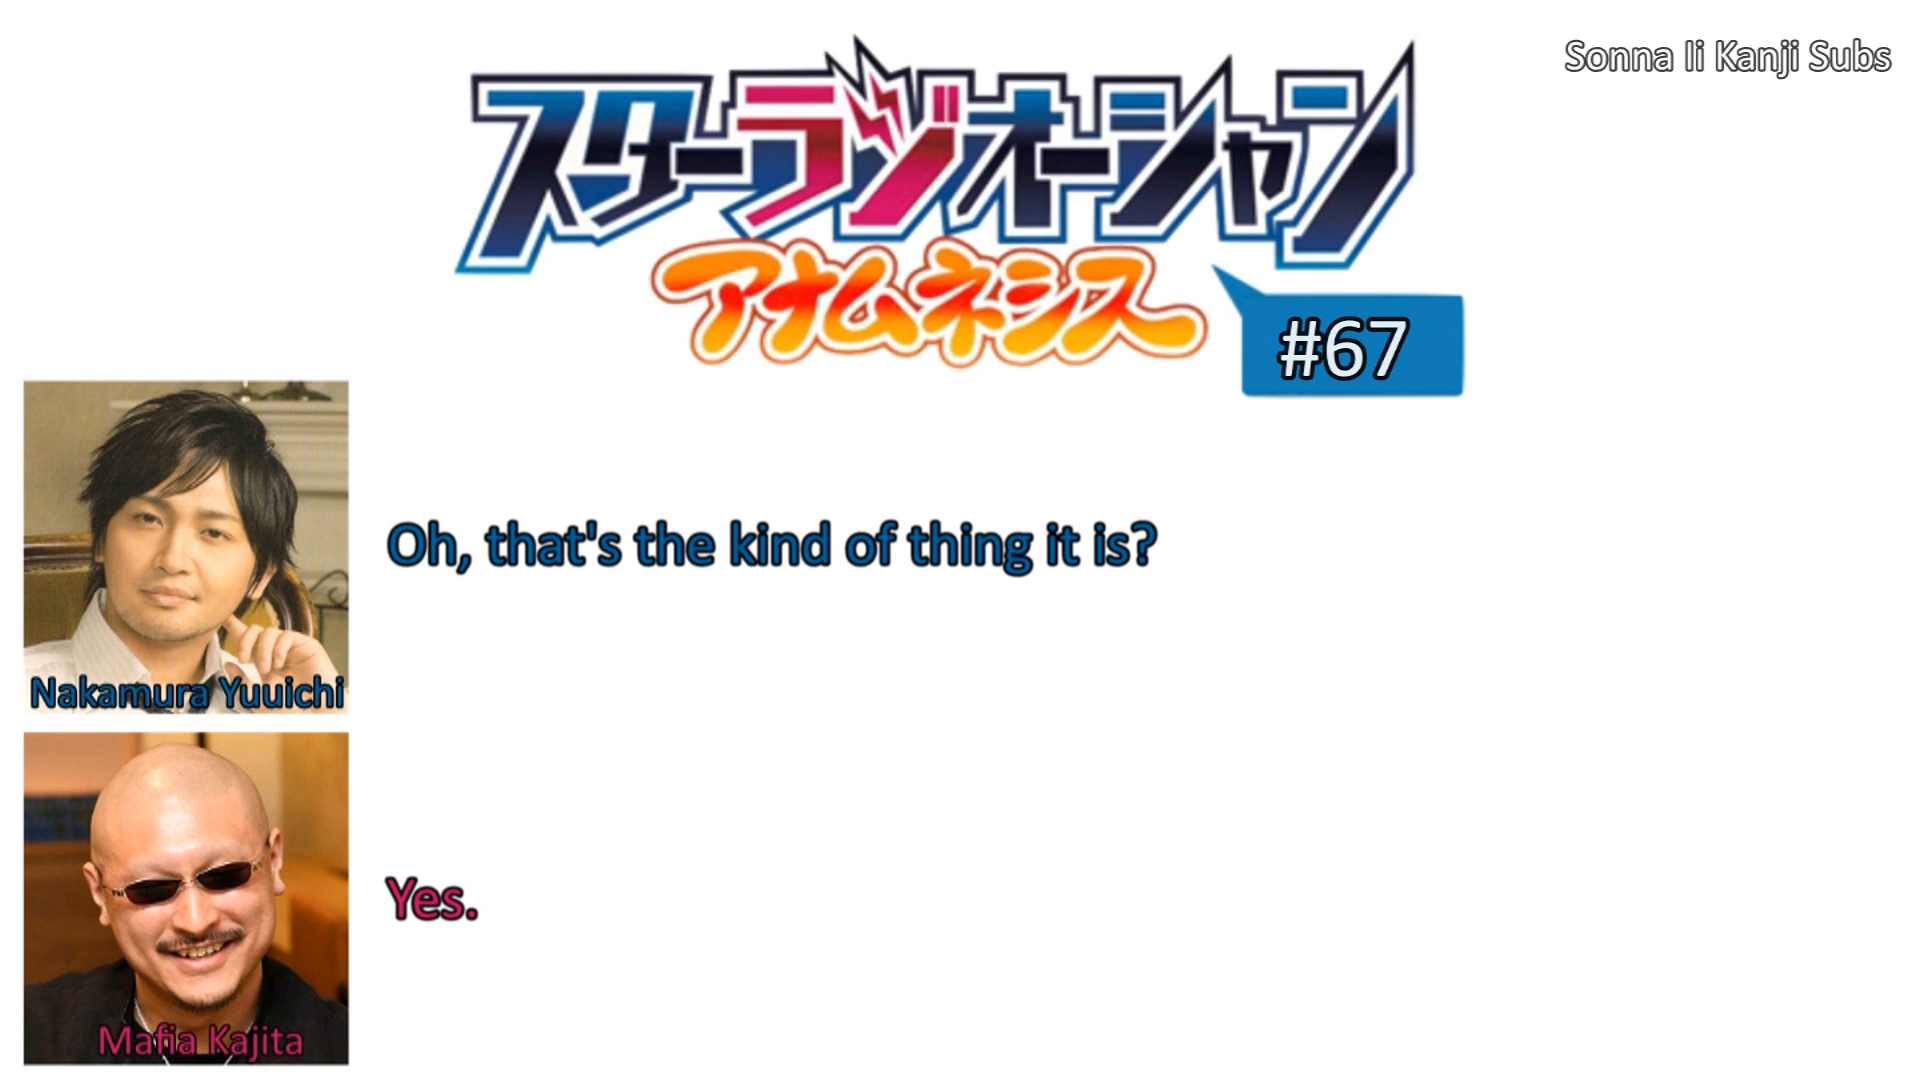 Sonna Ii Kanji Subs
スターラジオーシャン
アナムネシス
#67
Oh, that's the kind of thing it is?
Nakamura Yuuichi
Yes.
Mafia Kajita